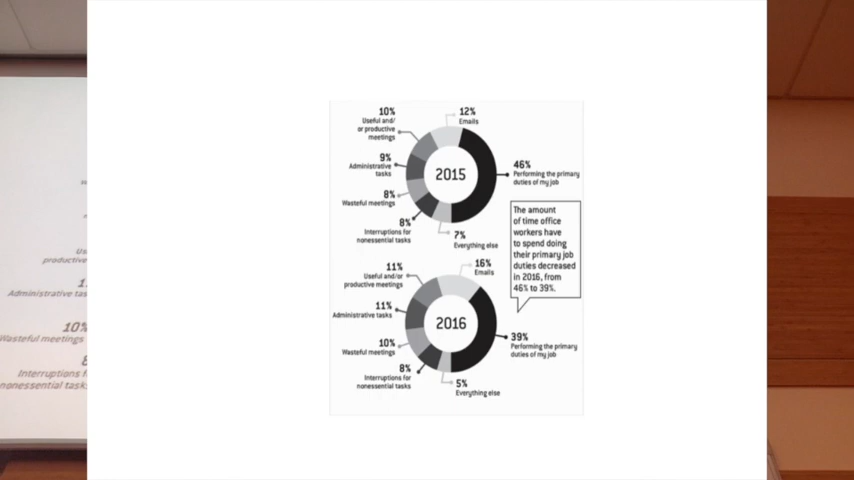 10%
Useful and/
or productive
meetings
12%
Emails
9%
Administrative
tasks
2015
46%
Performing the primary
duties of my job
8%
Wasteful meetings
8%
Interruptions for
nonessential tasks
7%
Everything else
The amount
of time office
workers have
to spend doing
their primary job
duties decreased
in 2016, from
46% to 39%.
11%
Useful and/or
productive meetings
16%
Emails
11%
Administrative tasks
2016
10%
Wasteful meetings
39%
Performing the primary
duties of my job
8%
Interruptions for
nonessential tasks
5%
Everything else
productive
Administrative tas
10%
Wasteful meetings
Interruptions f
nonessential task